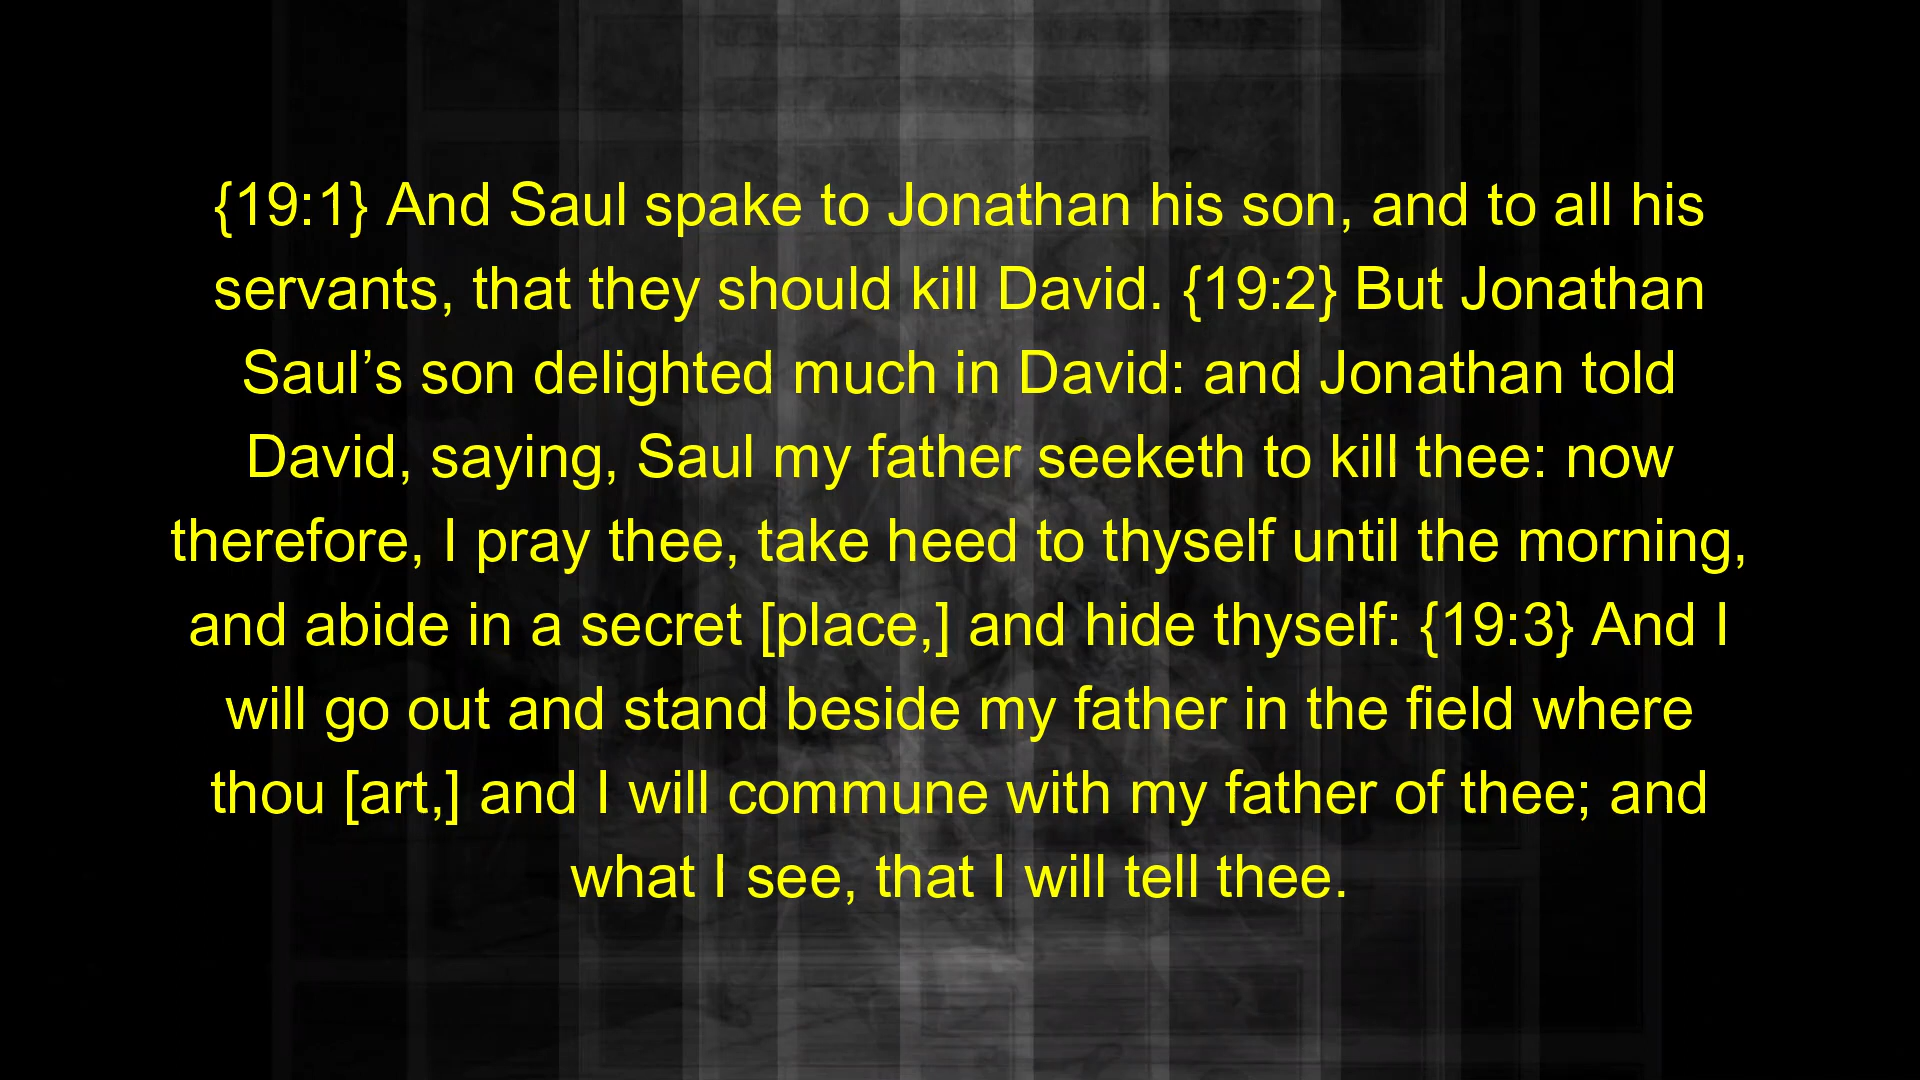 {19:1} And Saul spake to Jonathan his son, and to all his
servants, that they should kill David. {19:2} But Jonathan
Saul’s son delighted much in David: and Jonathan told
David, saying, Saul my father seeketh to kill thee: now
therefore, I pray thee, take heed to thyself until the morning,
and abide in a secret [place,] and hide thyself: {19:3} And I
will go out and stand beside my father in the field where
thou [art,] and I will commune with my father of thee; and
what I see, that I will tell thee.